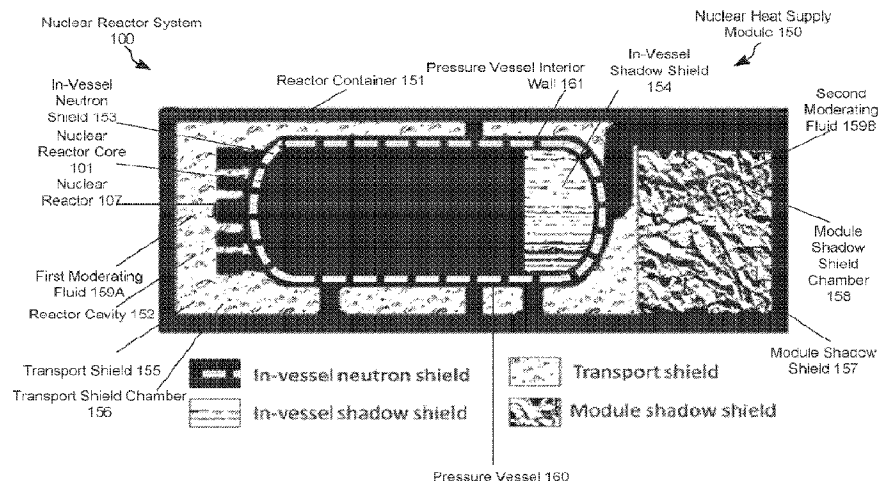 Nuclear Reactor System
100
Nuclear Heat Supply
Module 150
In-Vessel
Neutron
Shield 153
Reactor Container 151
Pressure Vessel Interior
Wall 161
In-Vessel
Shadow Shield
154
Second
Moderating
Fluid 159B
Nuclear
Reactor Core
101
Nuclear
Reactor 107
First Moderating
Fluid 159A
Reactor Cavity 152
Module
Shadow
Shield
Chamber
158
Transport Shield 155
Transport Shield Chamber
156
Module Shadow
Shield 157
In-vessel neutron shield
Transport shield
In-vessel shadow shield
Module shadow shield
Pressure Vessel 160